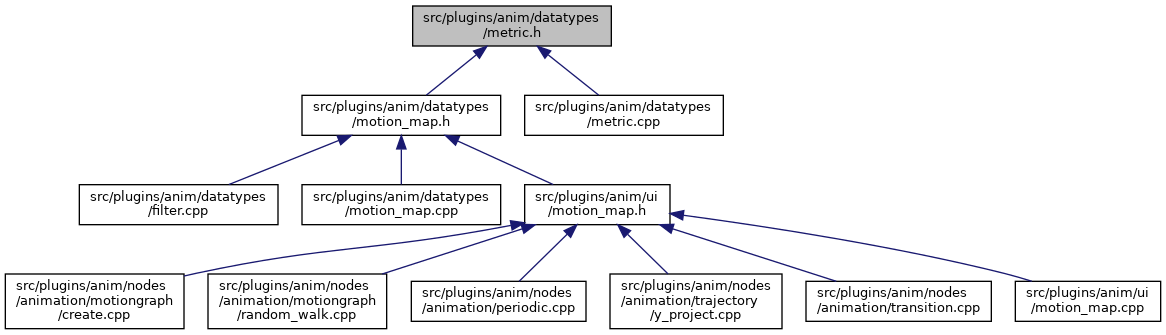 src/plugins/anim/datatypes
/metric.h
src/plugins/anim/datatypes
/motion_map.h
src/plugins/anim/datatypes
/metric.cpp
src/plugins/anim/datatypes
/filter.cpp
src/plugins/anim/datatypes
/motion_map.cpp
src/plugins/anim/ui
/motion_map.h
src/plugins/anim/nodes
/animation/motiongraph
/create.cpp
src/plugins/anim/nodes
/animation/motiongraph
/random_walk.cpp
src/plugins/anim/nodes
/animation/periodic.cpp
src/plugins/anim/nodes
/animation/trajectory
/y_project.cpp
src/plugins/anim/nodes
/animation/transition.cpp
src/plugins/anim/ui
/motion_map.cpp